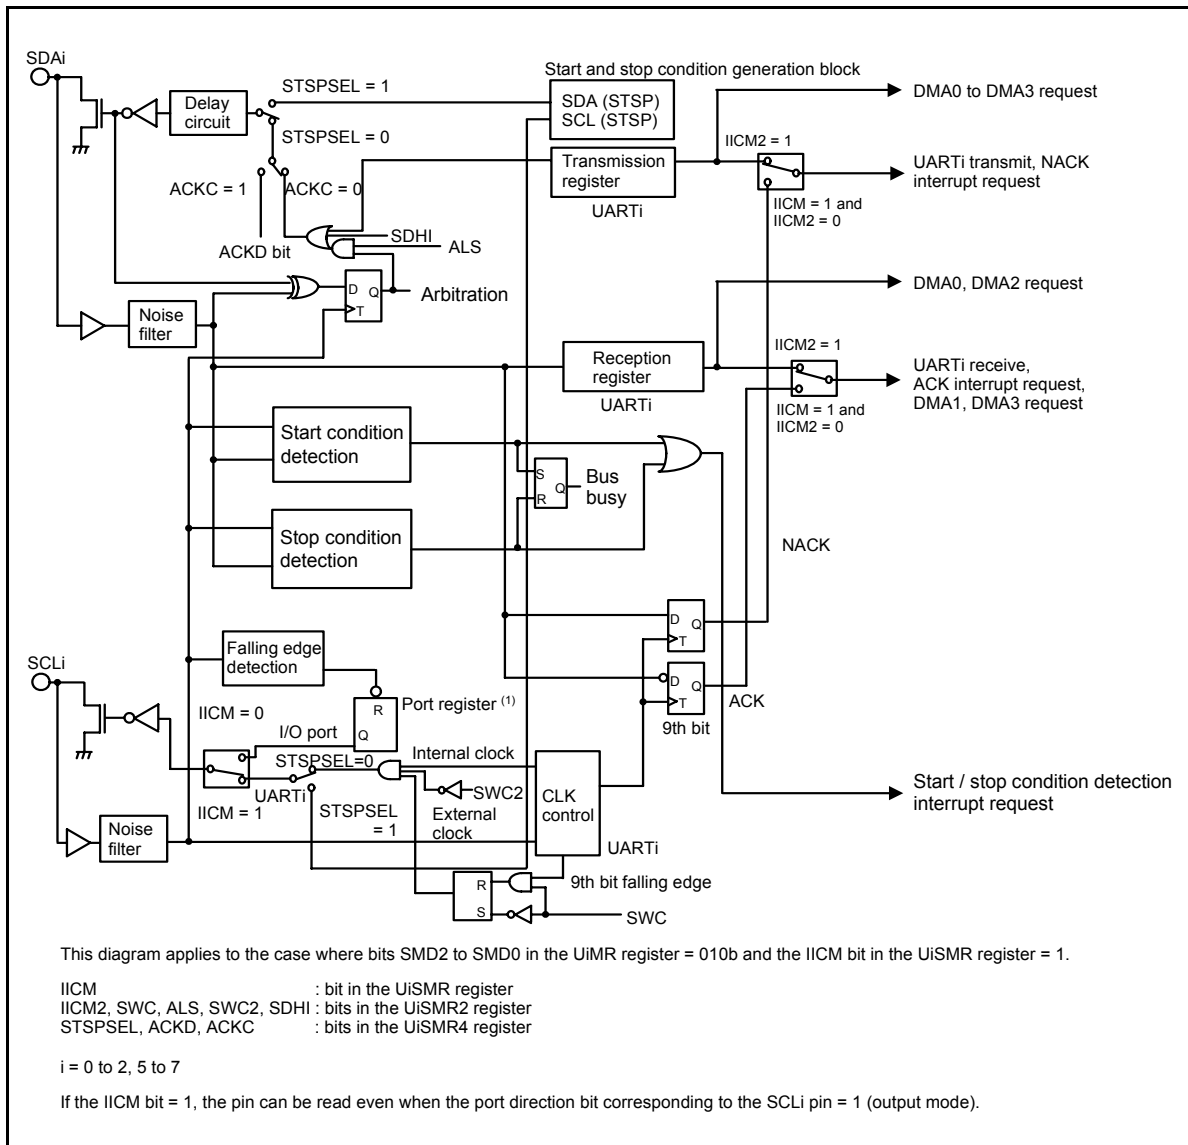 SDAi
STSPSEL = 1
Start and stop condition generation block
SDA (STSP)
SCL (STSP)
DMA0 to DMA3 request
Delay
circuit
STSPSEL = 0
IICM2 = 1
Transmission
register
UARTi transmit, NACK
interrupt request
ACKC = 1
ACKC = 0
UARTi
IICM = 1 and
IICM2 = 0
SDHI
ALS
ACKD bit
D
Q
T
Arbitration
DMA0, DMA2 request
Noise
filter
IICM2 = 1
Reception
register
UARTi receive,
ACK interrupt request,
DMA1, DMA3 request
UARTi
IICM = 1 and
IICM2 = 0
Start condition
detection
S
R
Q
Bus
busy
Stop condition
detection
NACK
D
Q
T
SCLi
Falling edge
detection
D
Q
T
ACK
9th bit
Port register (1)
R
Q
IICM = 0
I/O port
Internal clock
STSPSEL=0
SWC2
CLK
control
Start / stop condition detection
interrupt request
UARTi
IICM = 1
STSPSEL
= 1
External
clock
Noise
filter
UARTi
R
S
9th bit falling edge
SWC
This diagram applies to the case where bits SMD2 to SMD0 in the UiMR register = 010b and the IICM bit in the UiSMR register = 1.
IICM : bit in the UiSMR register
IICM2, SWC, ALS, SWC2, SDHI : bits in the UiSMR2 register
STSPSEL, ACKD, ACKC : bits in the UiSMR4 register
i = 0 to 2, 5 to 7
If the IICM bit = 1, the pin can be read even when the port direction bit corresponding to the SCLi pin = 1 (output mode).